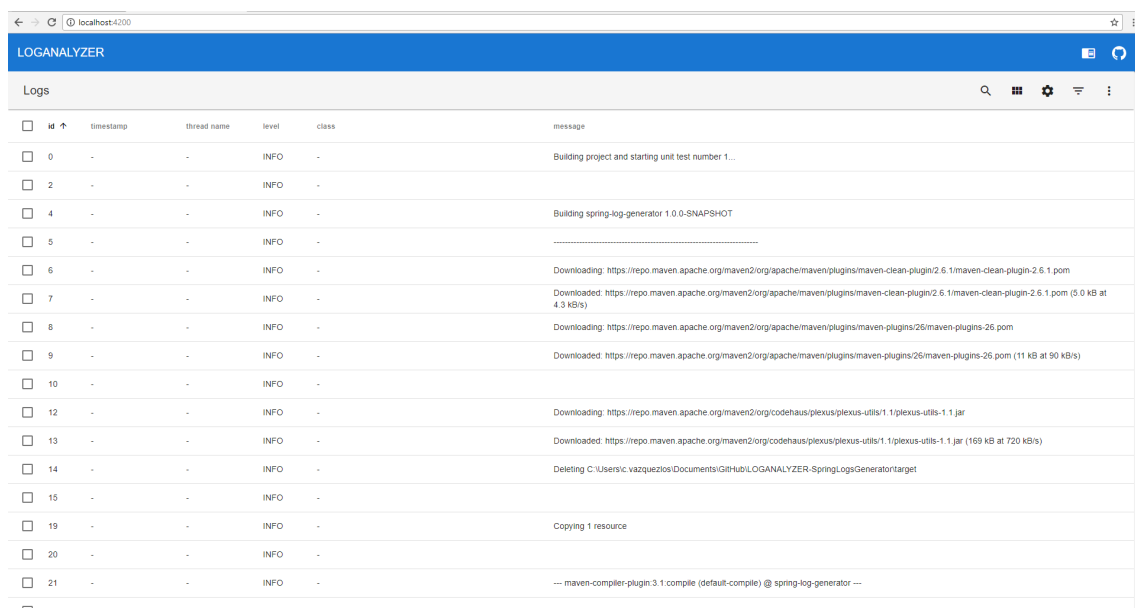 localhost:4200
LOGANALYZER
Logs
id timestamp thread name level class message
0 - - INFO - Building project and starting unit test number 1...
2 - - INFO -
4 - - INFO - Building spring-log-generator 1.0.0-SNAPSHOT
5 - - INFO - ------------------------------------------------------------------------
6 - - INFO - Downloading: https://repo.maven.apache.org/maven2/org/apache/maven/plugins/maven-clean-plugin/2.6.1/maven-clean-plugin-2.6.1.pom
7 - - INFO - Downloaded: https://repo.maven.apache.org/maven2/org/apache/maven/plugins/maven-clean-plugin/2.6.1/maven-clean-plugin-2.6.1.pom (5.0 kB at
4.3 kB/s)
8 - - INFO - Downloading: https://repo.maven.apache.org/maven2/org/apache/maven/plugins/maven-plugins/26/maven-plugins-26.pom
9 - - INFO - Downloaded: https://repo.maven.apache.org/maven2/org/apache/maven/plugins/maven-plugins/26/maven-plugins-26.pom (11 kB at 90 kB/s)
10 - - INFO -
12 - - INFO - Downloading: https://repo.maven.apache.org/maven2/org/codehaus/plexus/plexus-utils/1.1/plexus-utils-1.1.jar
13 - - INFO - Downloaded: https://repo.maven.apache.org/maven2/org/codehaus/plexus/plexus-utils/1.1/plexus-utils-1.1.jar (169 kB at 720 kB/s)
14 - - INFO - Deleting C:\Users\c.vazquezlos\Documents\GitHub\LOGANALYZER-SpringLogsGenerator\target
15 - - INFO -
19 - - INFO - Copying 1 resource
20 - - INFO -
21 - - INFO - --- maven-compiler-plugin:3.1:compile (default-compile) @ spring-log-generator ---